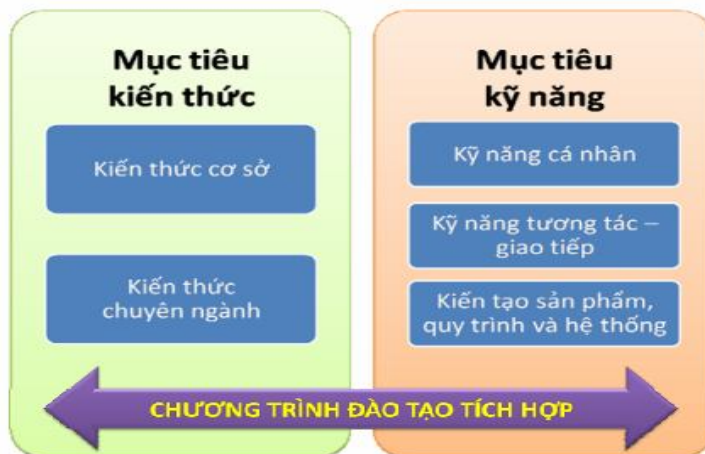 Mục tiêu
kiến thức
Kiến thức cơ sở
Kiến thức
chuyên ngành
Mục tiêu
kỹ năng
Kỹ năng cá nhân
Kỹ năng tương tác –
giao tiếp
Kiến tạo sản phẩm,
quy trình và hệ thống
CHƯƠNG TRÌNH ĐÀO TẠO TÍCH HỢP